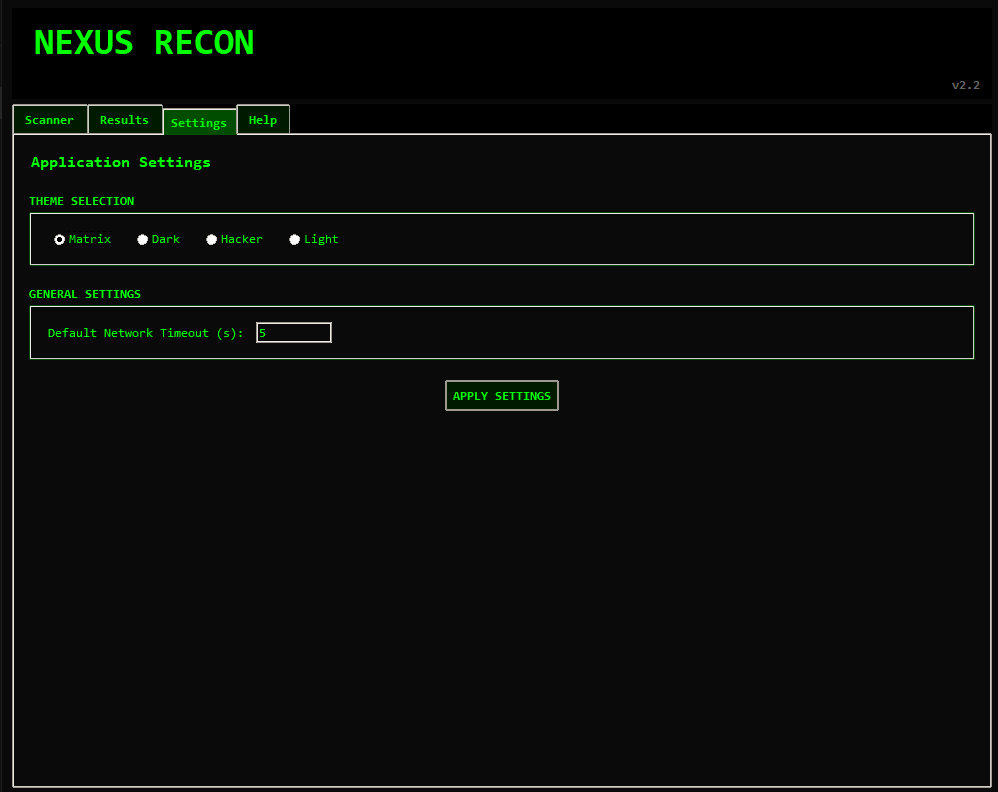 NEXUS RECON
v2.2
Scanner Results Settings Help
Application Settings
THEME SELECTION
Matrix Dark Hacker Light
GENERAL SETTINGS
Default Network Timeout (s): 5
APPLY SETTINGS